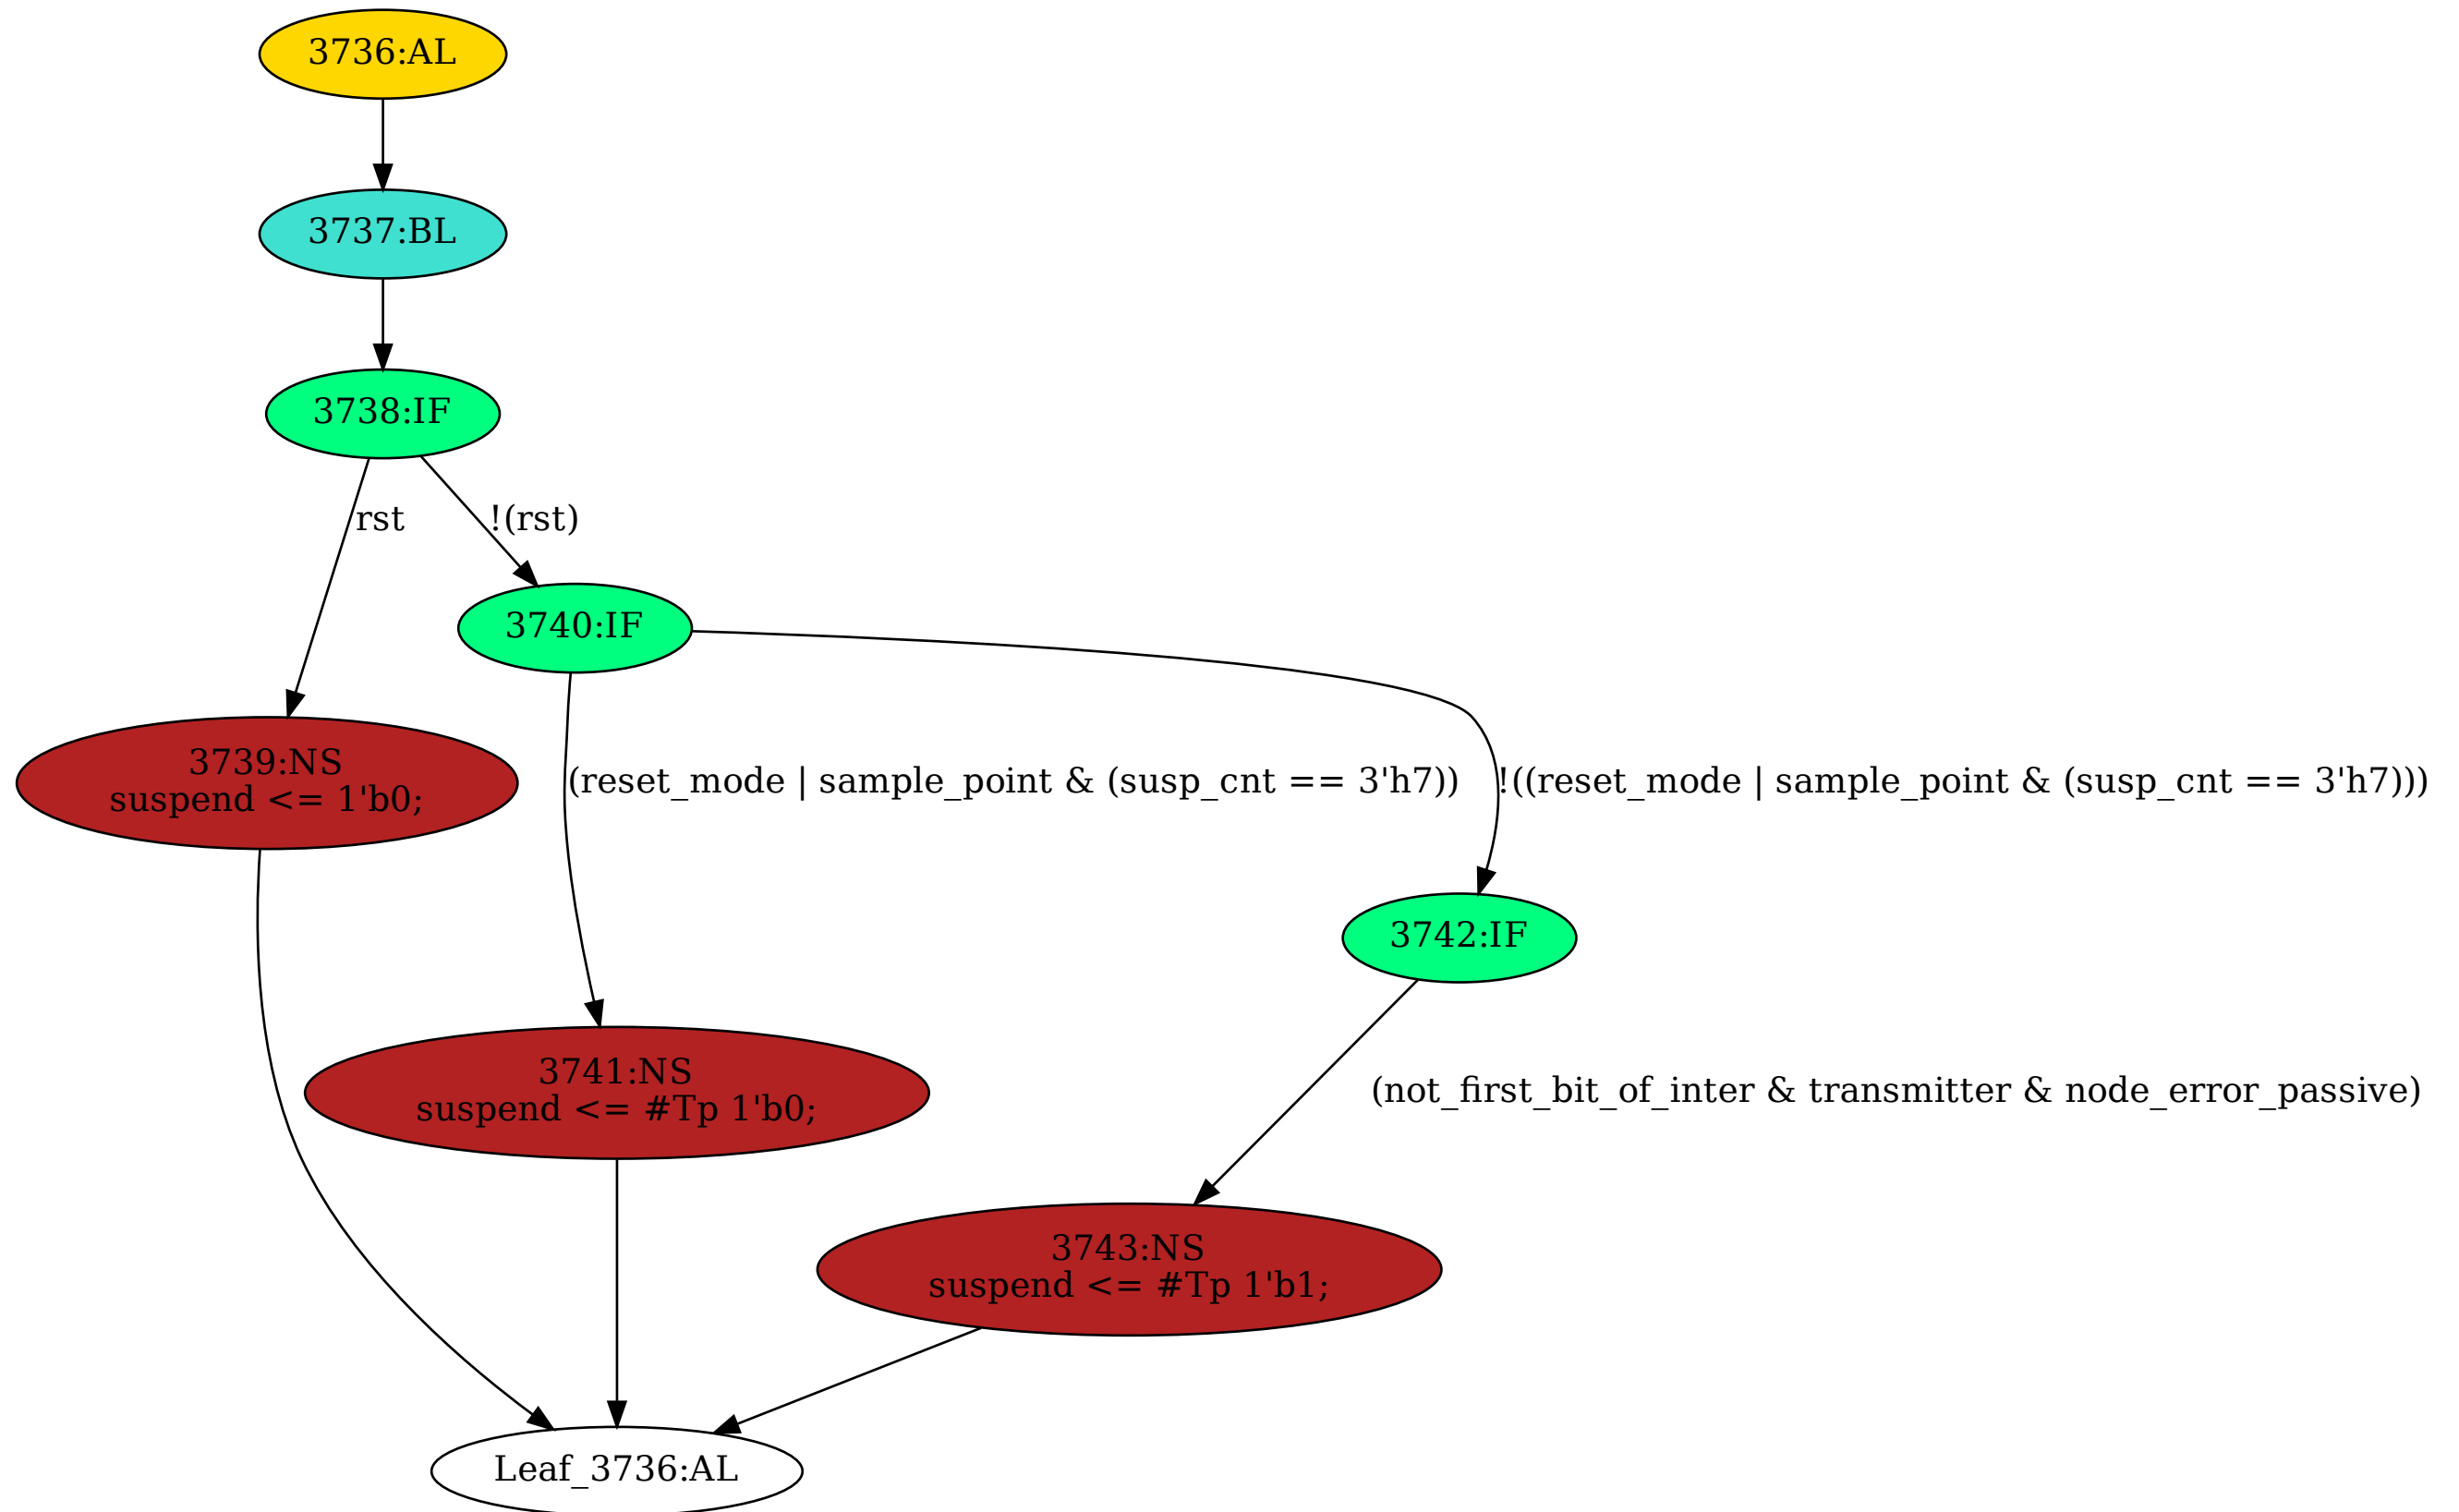 3736:AL
3737:BL
3738:IF
rst
!(rst)
3740:IF
3739:NS
suspend <= 1'b0;
(reset_mode | sample_point & (susp_cnt == 3'h7))
!((reset_mode | sample_point & (susp_cnt == 3'h7)))
3742:IF
3741:NS
suspend <= #Tp 1'b0;
(not_first_bit_of_inter & transmitter & node_error_passive)
3743:NS
suspend <= #Tp 1'b1;
Leaf_3736:AL